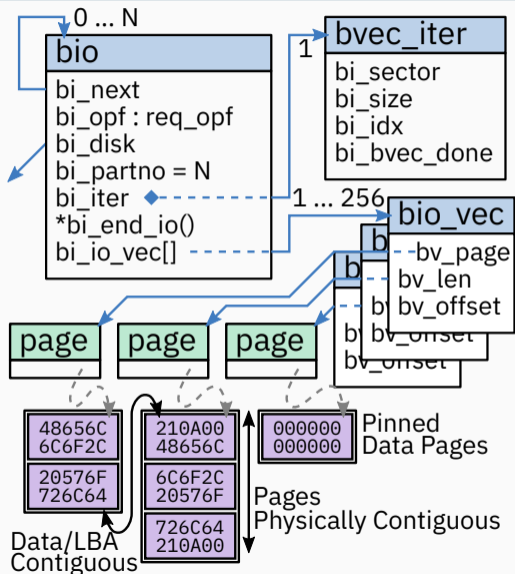 0 ... N
bio
bi_next
bi_opf : req_opf
bi_disk
bi_partno = N
bi_iter
*bi_end_io()
bi_io_vec[]
1
bvec_iter
bi_sector
bi_size
bi_idx
bi_bvec_done
1 ... 256
bio_vec
bv_page
bv_len
bv_offset
b
b
b
bv_offset
bv_offset
page
page
page
48656C
6C6F2C
20576F
726C64
210A00
48656C
6C6F2C
20576F
726C64
210A00
000000
000000
Pinned
Data Pages
Pages
Physically Contiguous
Data/LBA
Contiguous